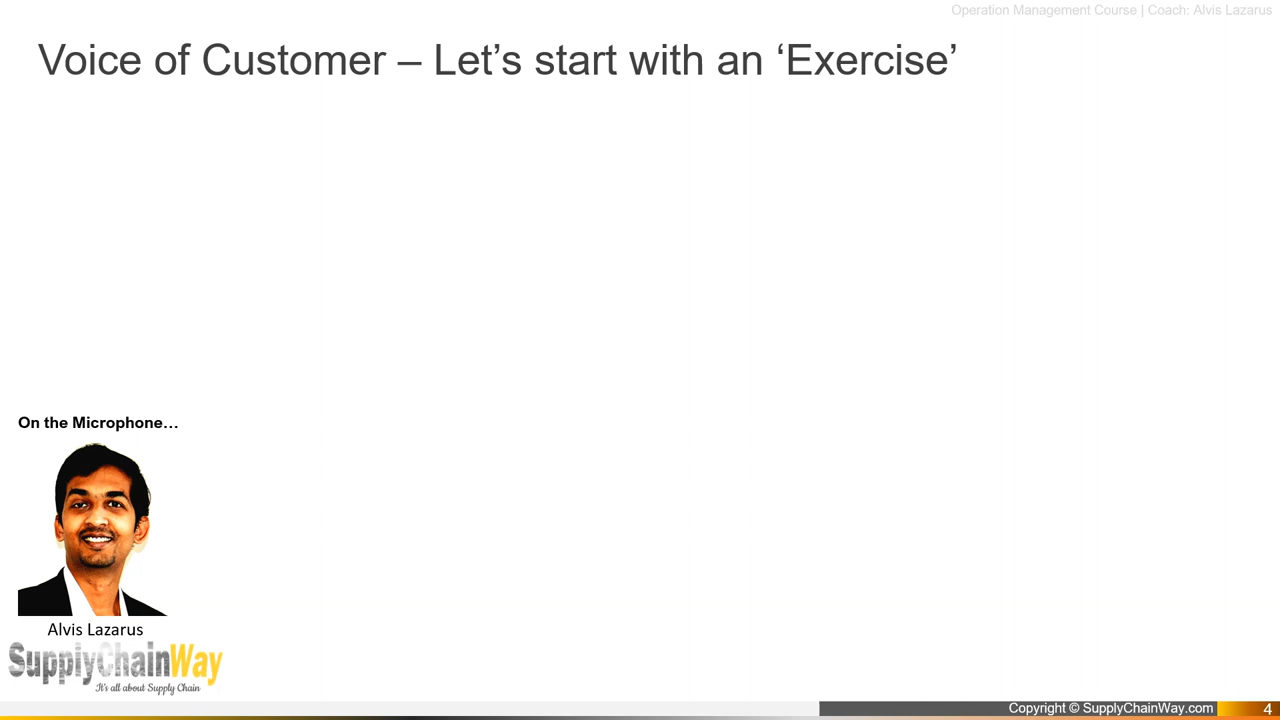 Operation Management Course | Coach: Alvis Lazarus
Voice of Customer – Let’s start with an ‘Exercise’
On the Microphone…
Alvis Lazarus
SupplyChainWay
It's all about Supply Chain
Copyright © SupplyChainWay.com
4